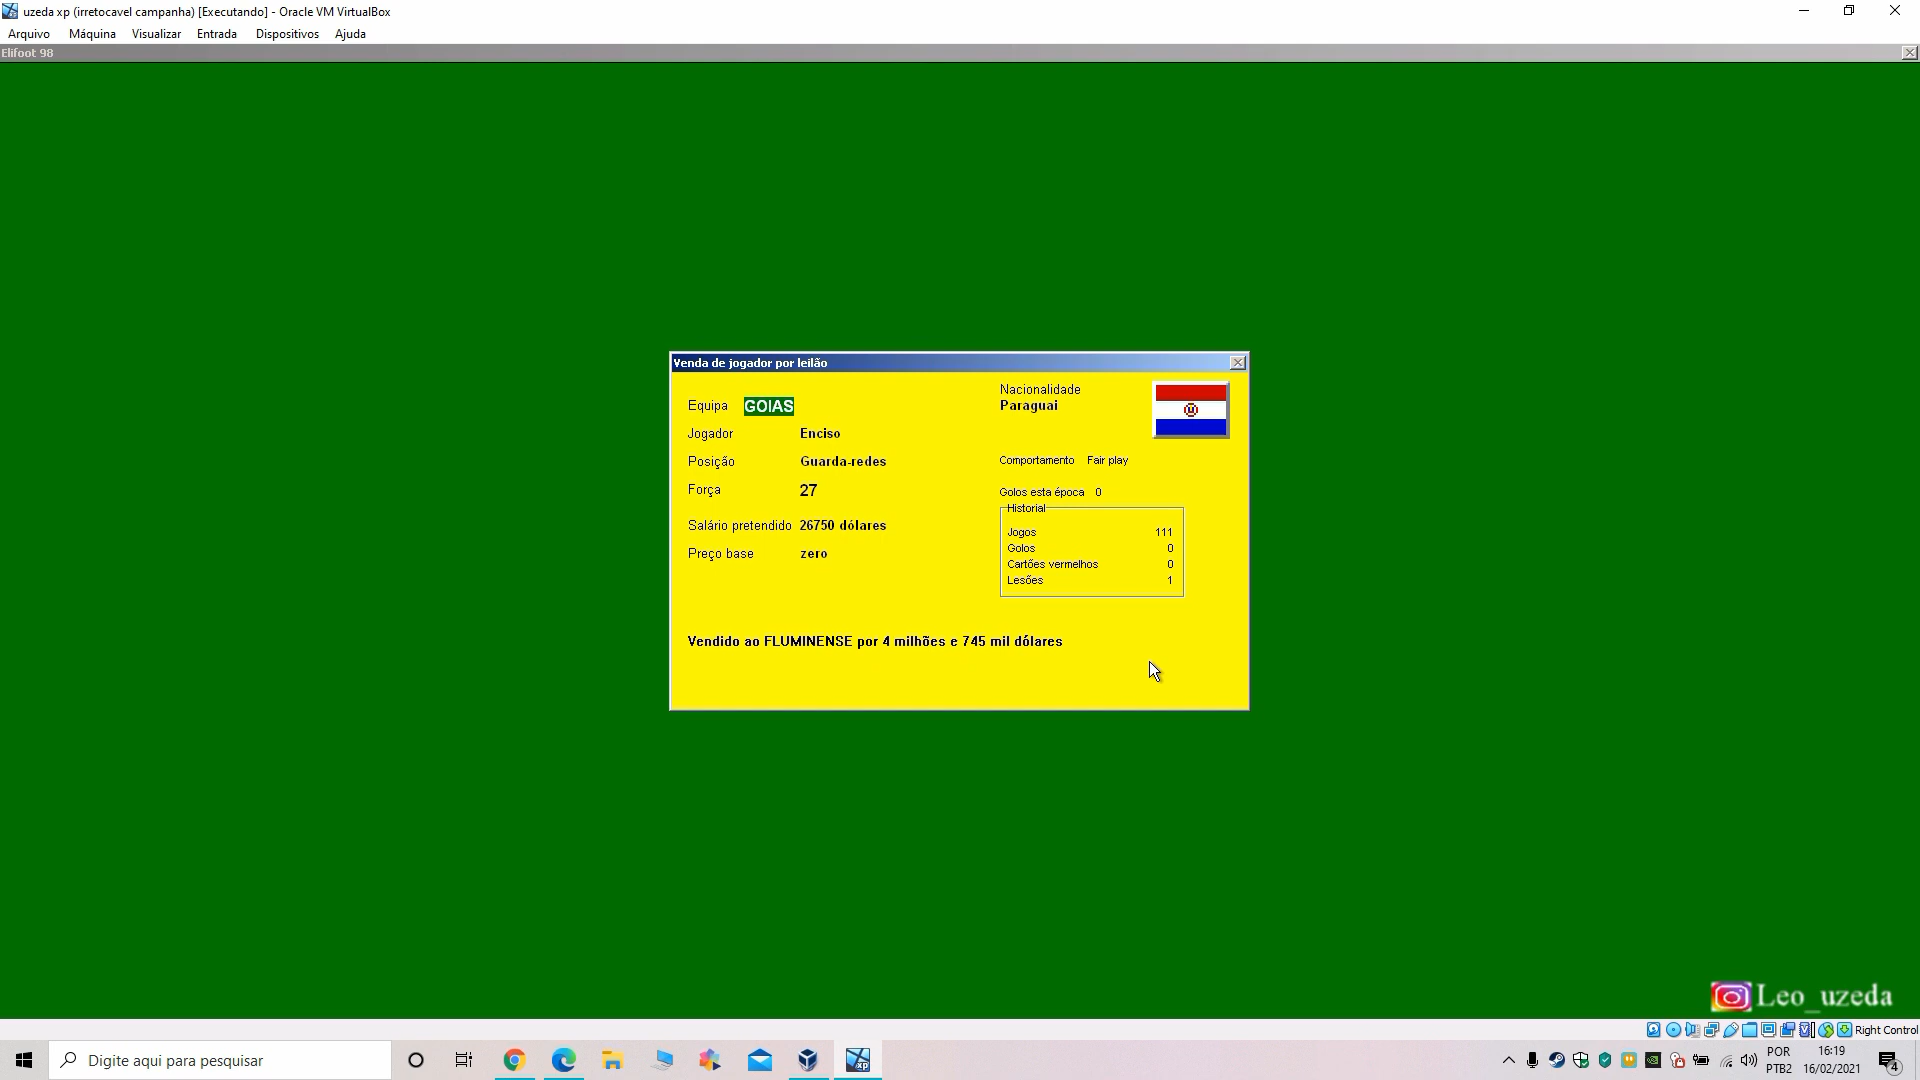 uzeda xp (irretocavel campanha) [Executando] - Oracle VM VirtualBox
Arquivo Máquina Visualizar Entrada Dispositivos Ajuda
Elifoot 98
Venda de jogador por leilão
Equipa GOIAS
Jogador Enciso
Posição Guarda-redes
Força 27
Salário pretendido 26750 dólares
Preço base zero
Nacionalidade
Paraguai
Comportamento Fair play
Golos esta época 0
Historial
Jogos 111
Golos 0
Cartões vermelhos 0
Lesões 1
Vendido ao FLUMINENSE por 4 milhões e 745 mil dólares
Leo_uzeda
Right Control
Digite aqui para pesquisar
xp
POR
PTB2
16:19
16/02/2021
4